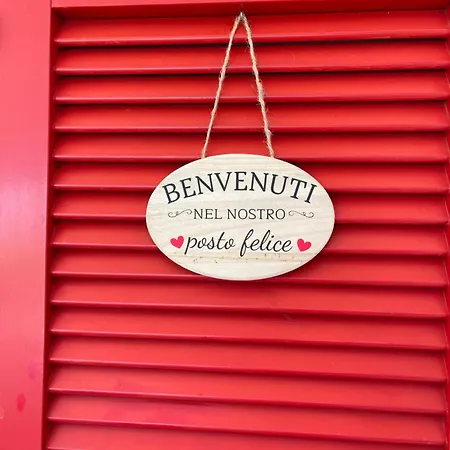 BENVENUTI
NEL NOSTRO
posto felice